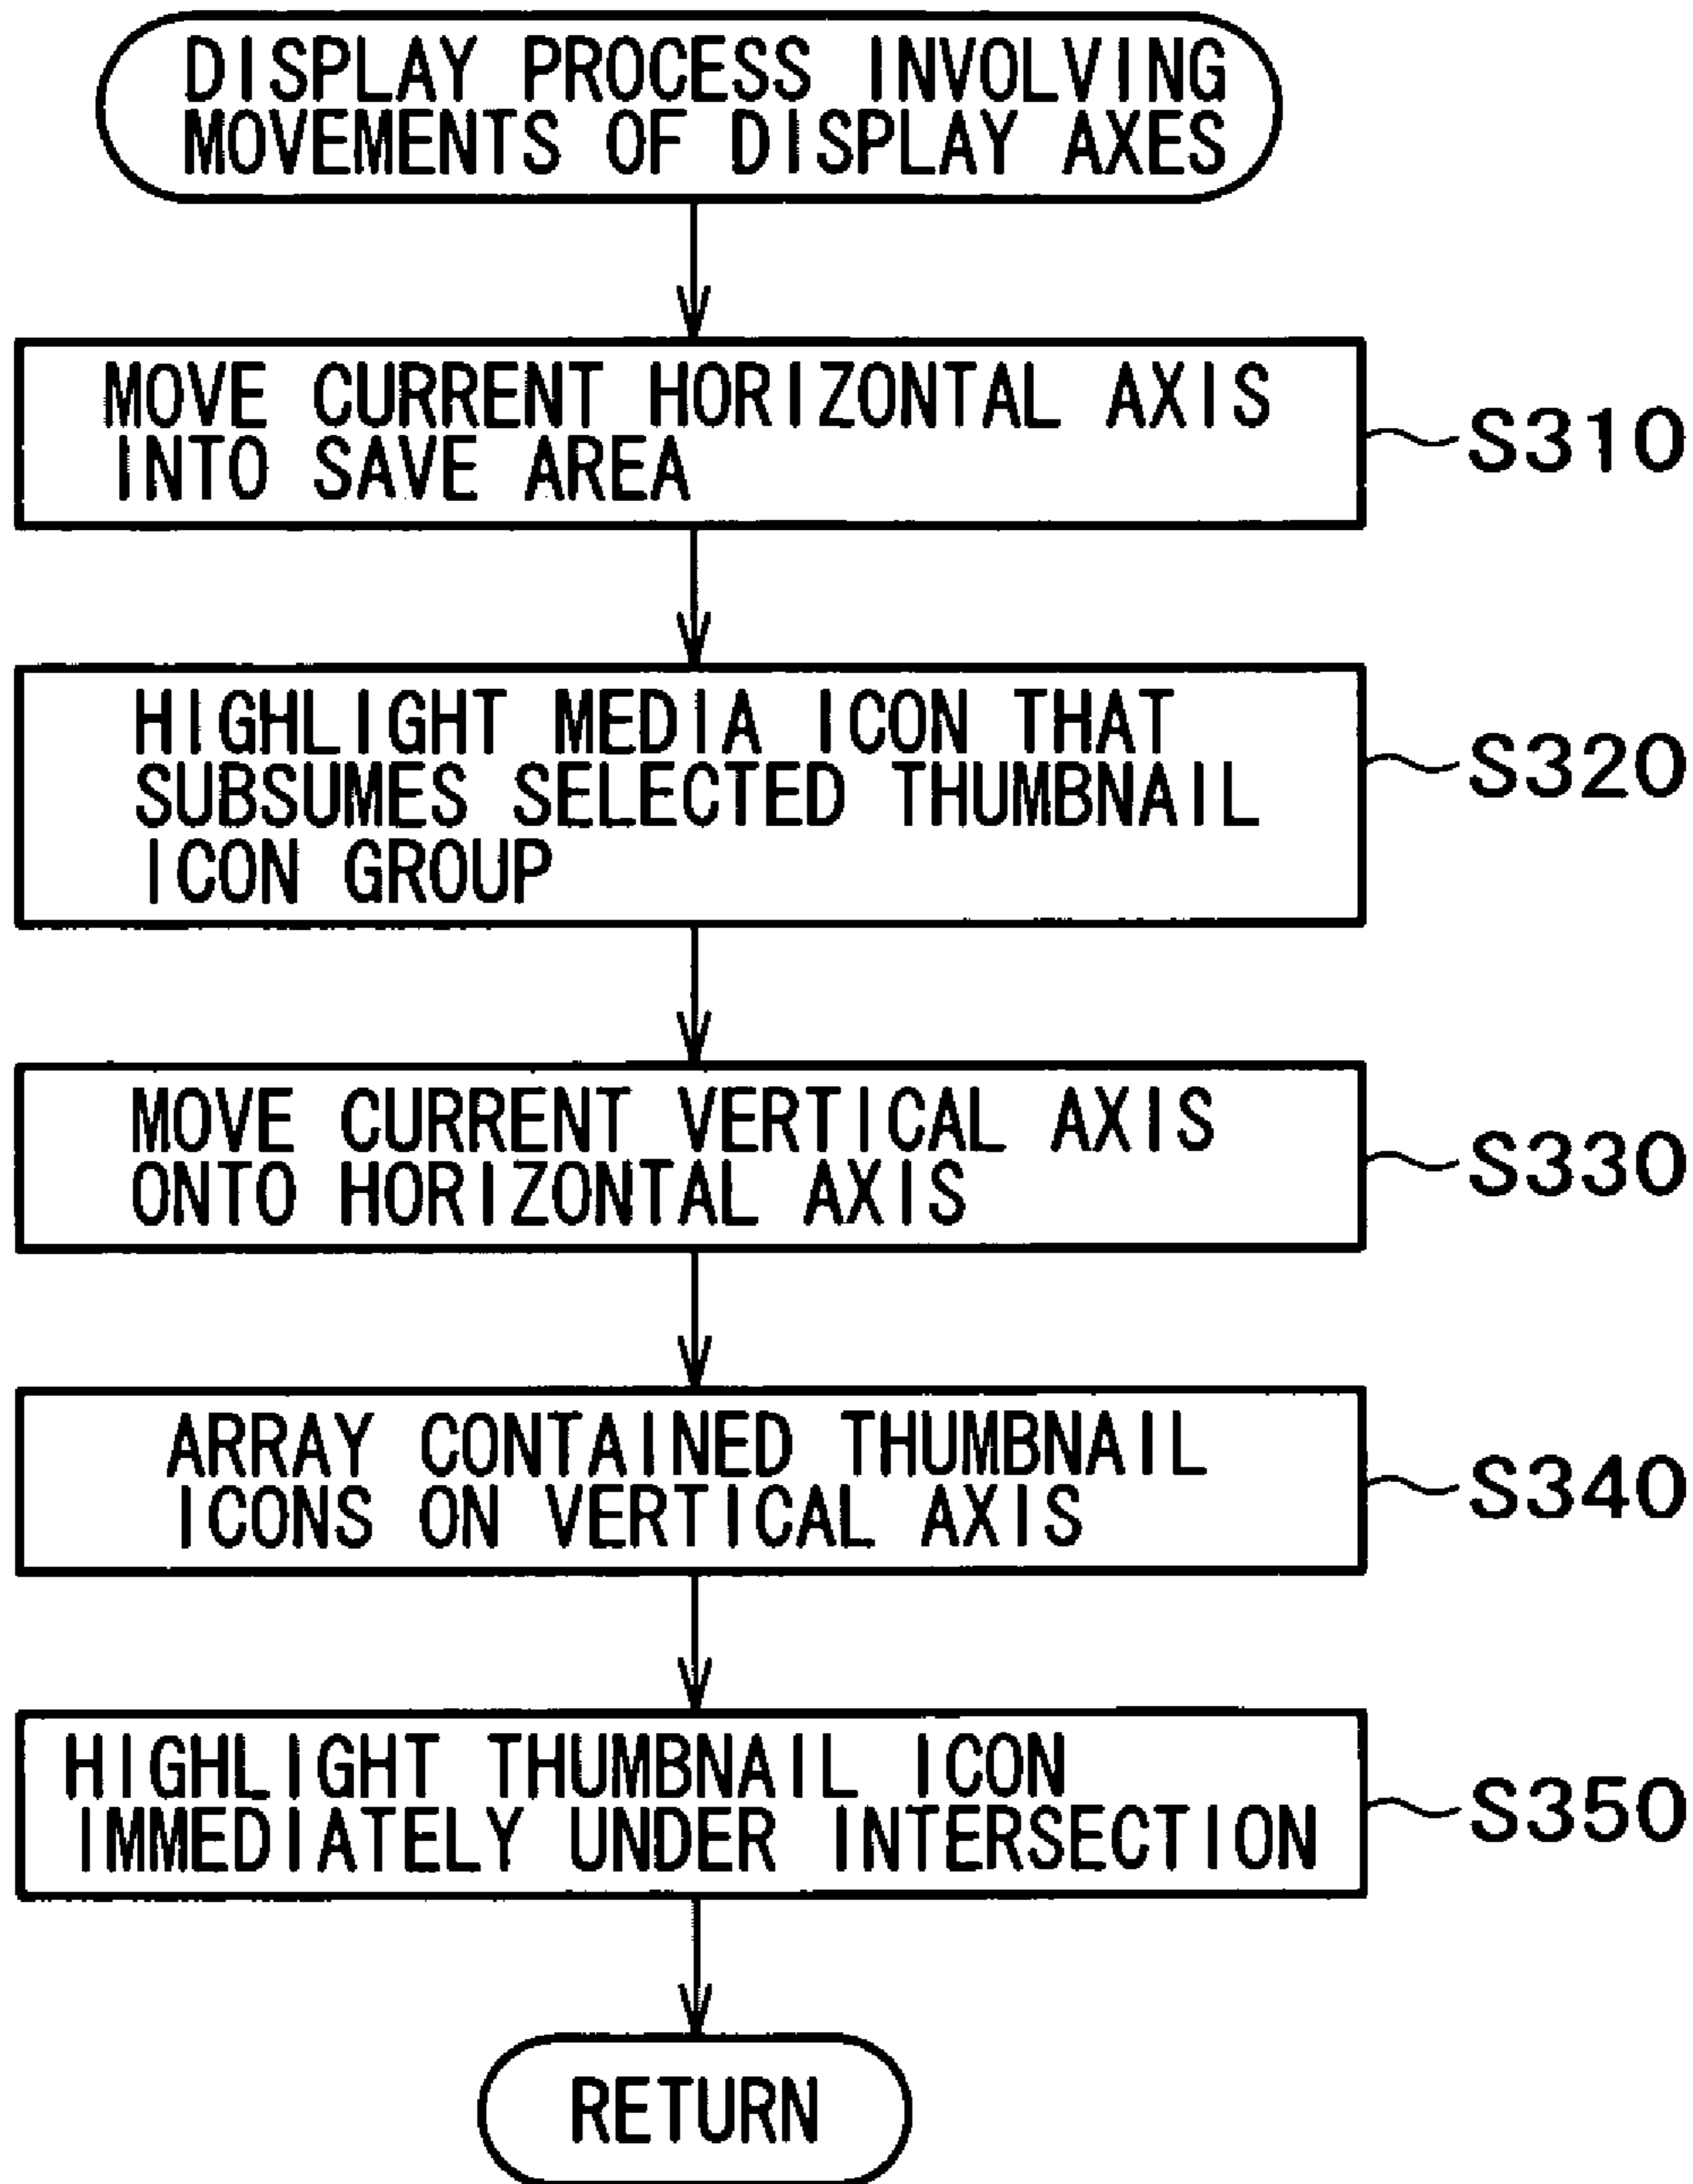 DISPLAY PROCESS INVOLVING
MOVEMENTS OF DISPLAY AXES
MOVE CURRENT HORIZONTAL AXIS
INTO SAVE AREA
S310
HIGHLIGHT MEDIA ICON THAT
SUBSUMES SELECTED THUMBNAIL
ICON GROUP
S320
MOVE CURRENT VERTICAL AXIS
ONTO HORIZONTAL AXIS
S330
ARRAY CONTAINED THUMBNAIL
ICONS ON VERTICAL AXIS
S340
HIGHLIGHT THUMBNAIL ICON
IMMEDIATELY UNDER INTERSECTION
S350
RETURN